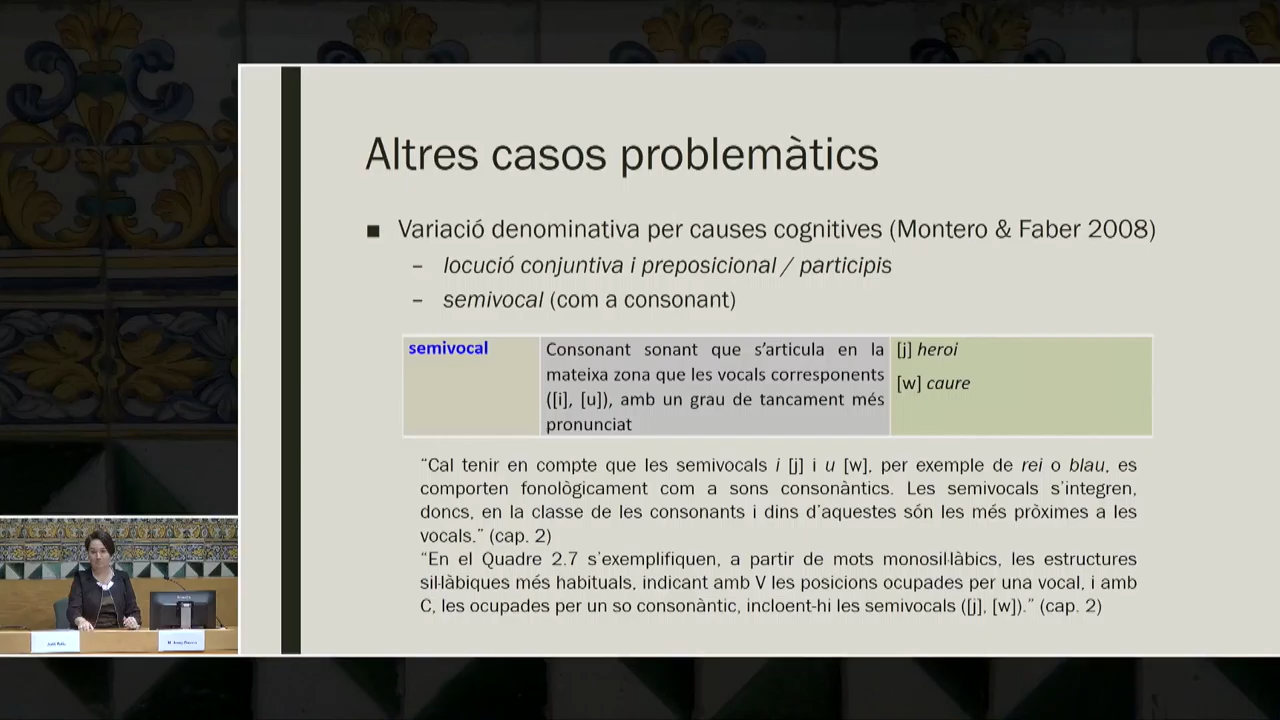 Altres casos problemàtics
▪ Variació denominativa per causes cognitives (Montero & Faber 2008)
– locució conjuntiva i preposicional / participis
– semivocal (com a consonant)
semivocal
Consonant sonant que s’articula en la
mateixa zona que les vocals corresponents
([i], [u]), amb un grau de tancament més
pronunciat
[j] heroi
[w] caure
“Cal tenir en compte que les semivocals i [j] i u [w], per exemple de rei o blau, es
comporten fonològicament com a sons consonàntics. Les semivocals s’integren,
doncs, en la classe de les consonants i dins d’aquestes són les més pròximes a les
vocals.” (cap. 2)
“En el Quadre 2.7 s’exemplifiquen, a partir de mots monosil·làbics, les estructures
sil·làbiques més habituals, indicant amb V les posicions ocupades per una vocal, i amb
C, les ocupades per un so consonàntic, incloent-hi les semivocals ([j], [w]).” (cap. 2)